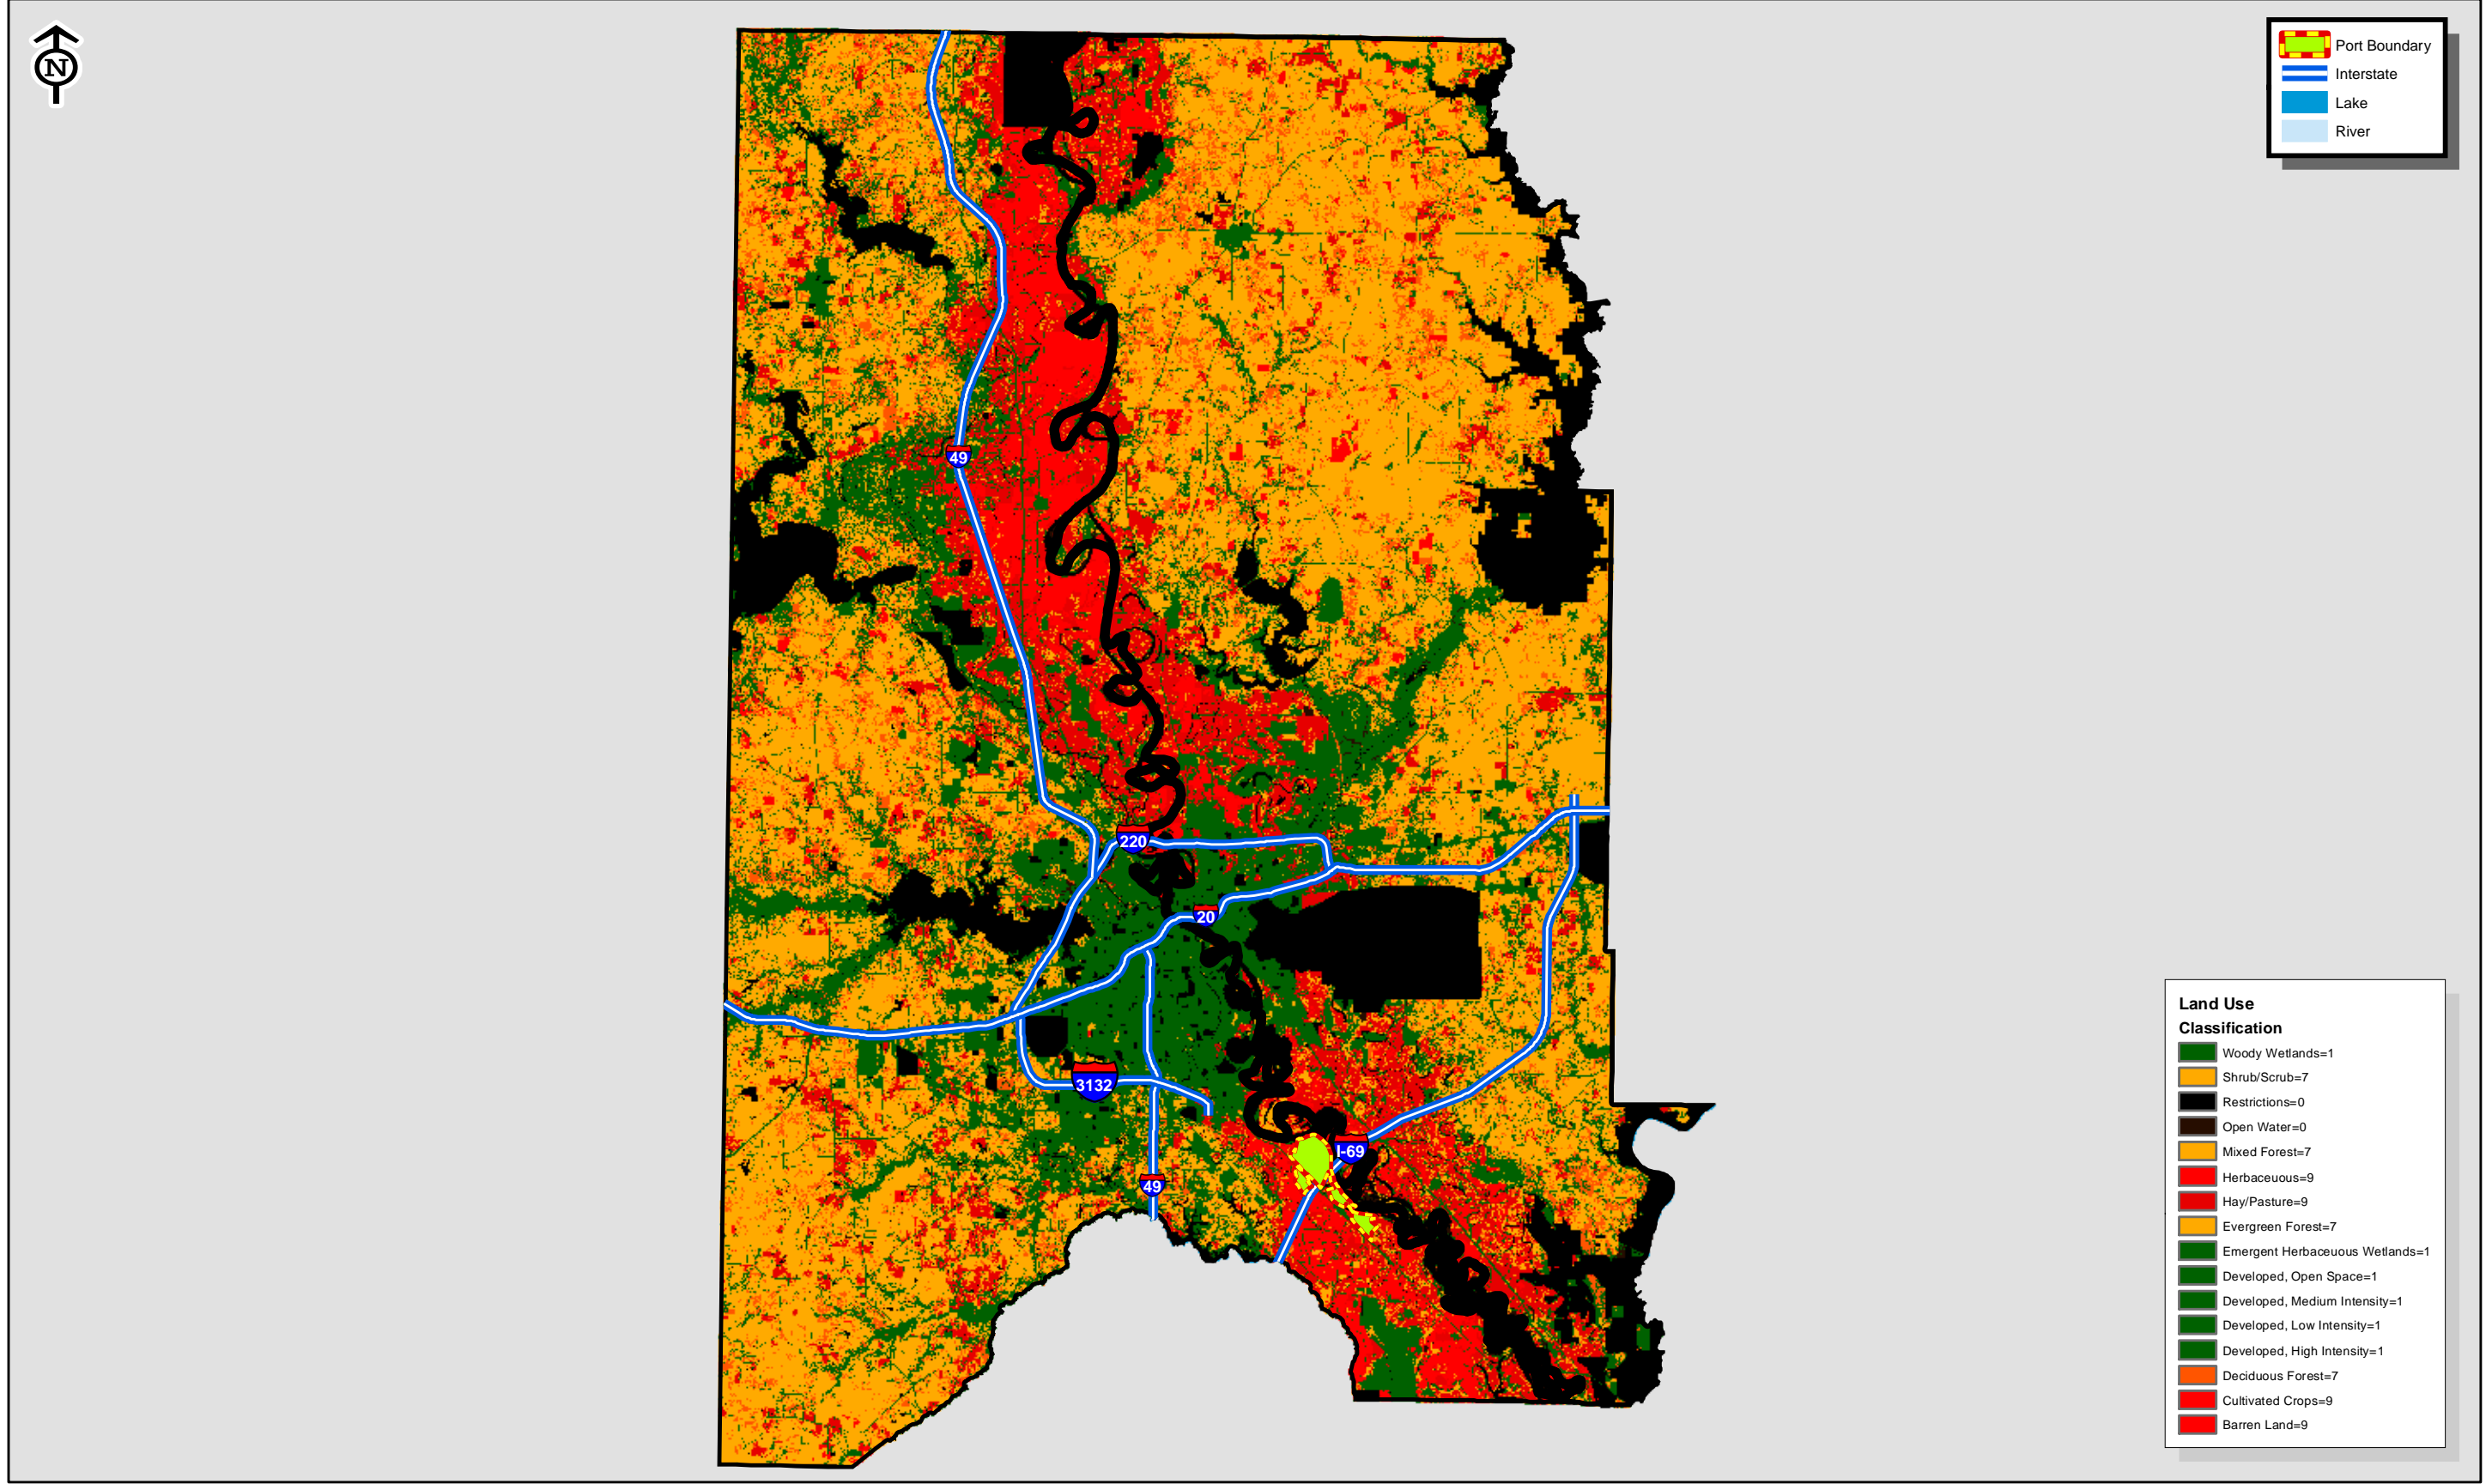 N
Port Boundary
Interstate
Lake
River
49
220
20
3132
I-69
49
Land Use
Classification
Woody Wetlands=1
Shrub/Scrub=7
Restrictions=0
Open Water=0
Mixed Forest=7
Herbaceuous=9
Hay/Pasture=9
Evergreen Forest=7
Emergent Herbaceuous Wetlands=1
Developed, Open Space=1
Developed, Medium Intensity=1
Developed, Low Intensity=1
Developed, High Intensity=1
Deciduous Forest=7
Cultivated Crops=9
Barren Land=9